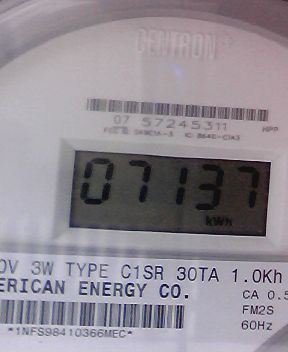 CENTRON
07 57245311 HPP
07137
kWh
0V 3W TYPE C1SR 30TA 1.0Kh
ERICAN ENERGY CO.
CA 0.5
FM2S
*1NFS98410366MEC*
60Hz